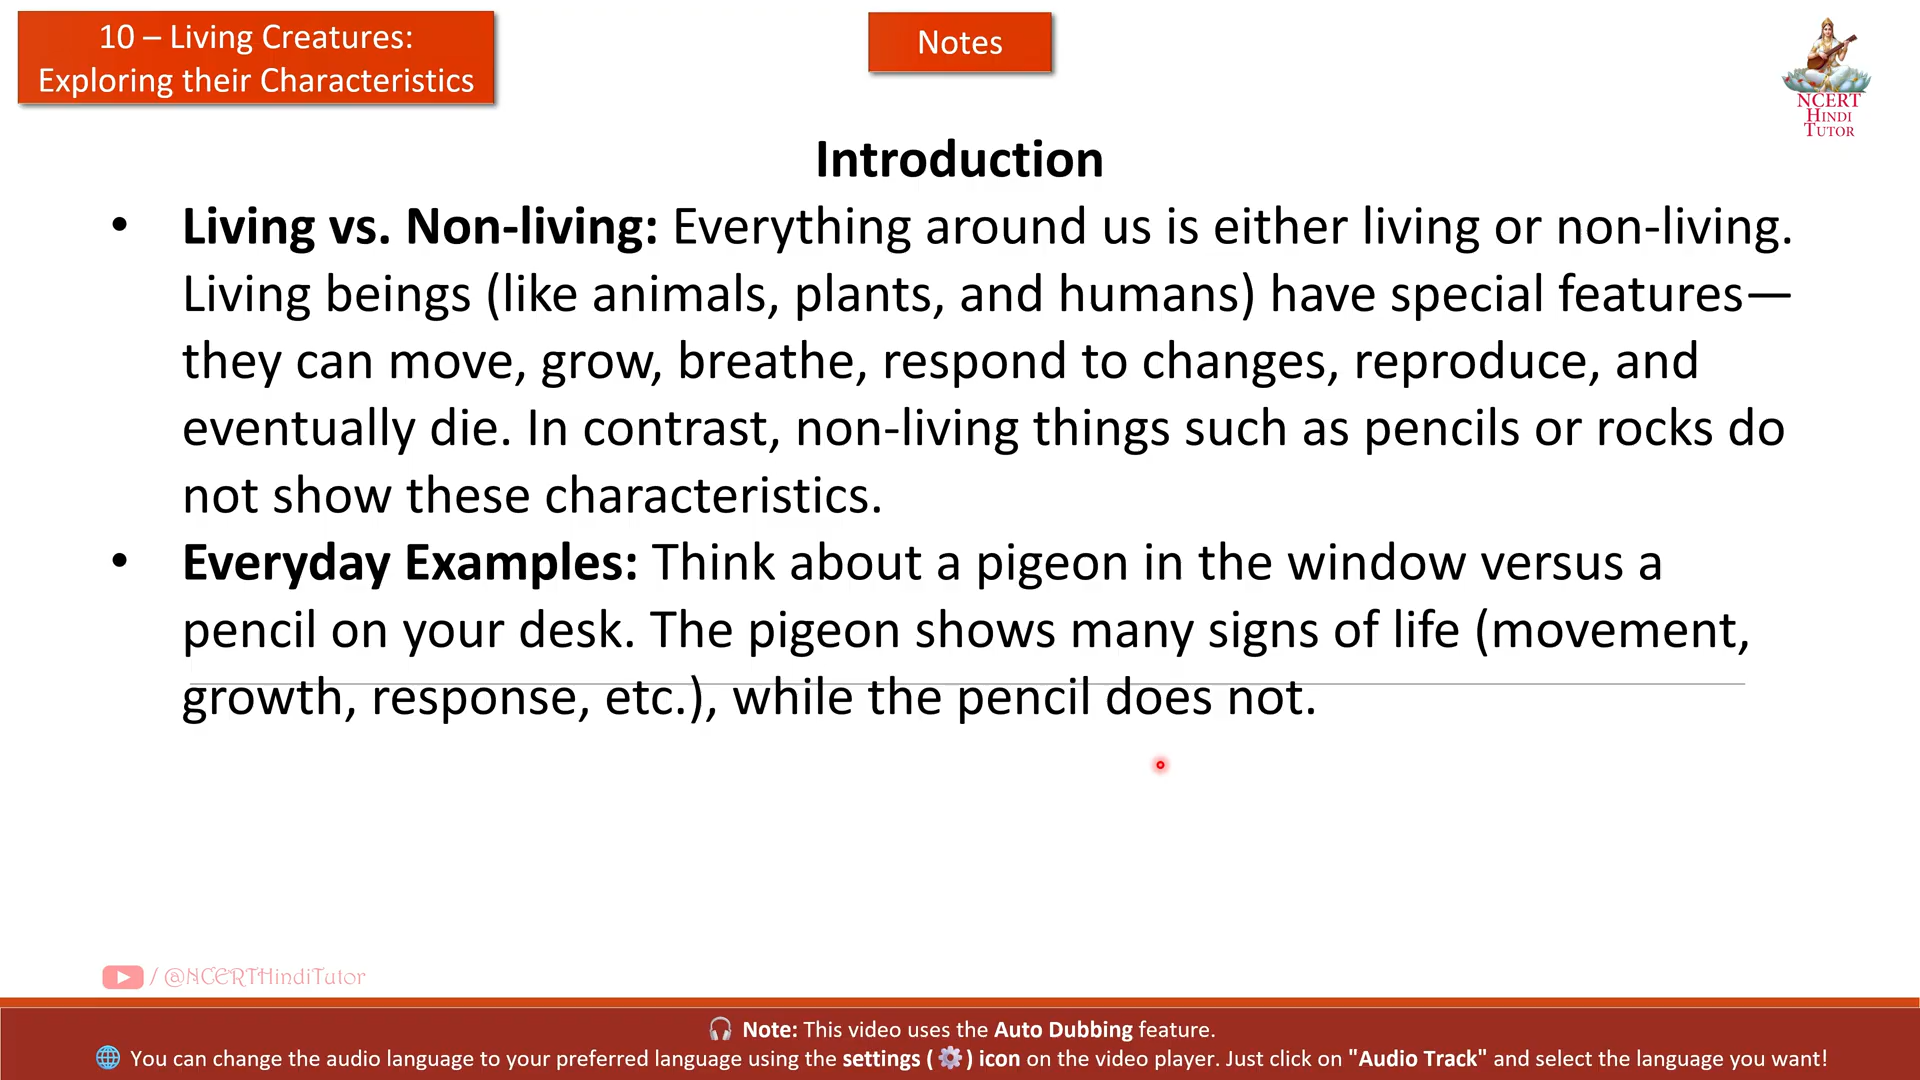 10 – Living Creatures:
Exploring their Characteristics
Notes
NCERT
HINDI
TUTOR
Introduction
• Living vs. Non-living: Everything around us is either living or non-living.
Living beings (like animals, plants, and humans) have special features—
they can move, grow, breathe, respond to changes, reproduce, and
eventually die. In contrast, non-living things such as pencils or rocks do
not show these characteristics.
• Everyday Examples: Think about a pigeon in the window versus a
pencil on your desk. The pigeon shows many signs of life (movement,
growth, response, etc.), while the pencil does not.
/ @NCERTHindiTutor
🎧 Note: This video uses the Auto Dubbing feature.
🌐 You can change the audio language to your preferred language using the settings (⚙️) icon on the video player. Just click on "Audio Track" and select the language you want!